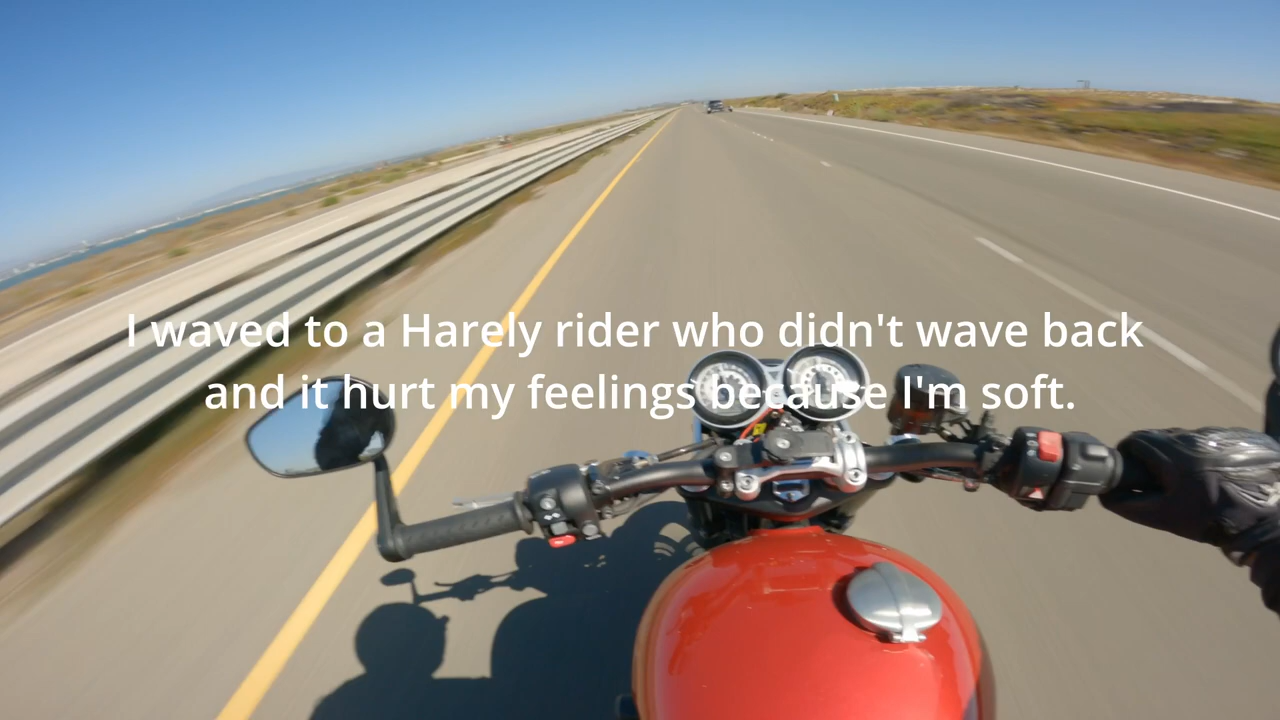 I waved to a Harely rider who didn't wave back
and it hurt my feelings because I'm soft.